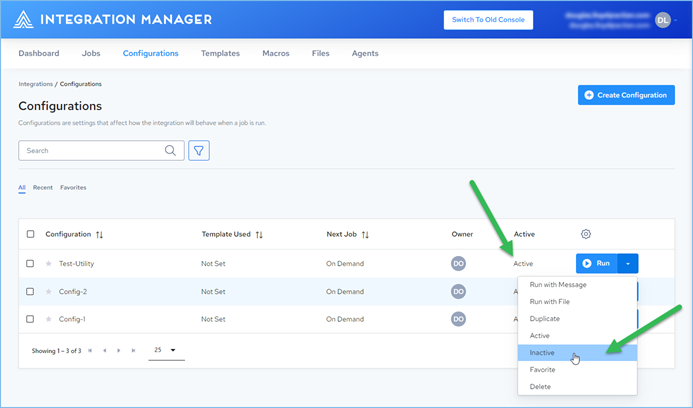 INTEGRATION MANAGER
Switch To Old Console
DL
Dashboard Jobs Configurations Templates Macros Files Agents
Integrations / Configurations
Configurations
Create Configuration
Configurations are settings that affect how the integration will behave when a job is run.
Search
All Recent Favorites
Configuration Template Used Next Job Owner Active
Test-Utility Not Set On Demand DO Active Run
Run with Message
Config-2 Not Set On Demand DO A
Run with File
Duplicate
Config-1 Not Set On Demand DO A
Active
Showing 1 – 3 of 3 25
Inactive
Favorite
Delete